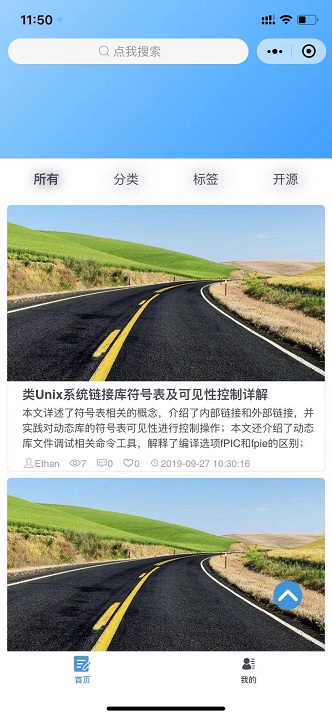 11:50
点我搜索
所有 分类 标签 开源
类Unix系统链接库符号表及可见性控制详解
本文详述了符号表相关的概念，介绍了内部链接和外部链接，并
实践对动态库的符号表可见性进行控制操作；本文还介绍了动态
库文件调试相关命令工具，解释了编译选项fPIC和fpie的区别；
Ethan 7 0 0 2019-09-27 10:30:16
首页 我的